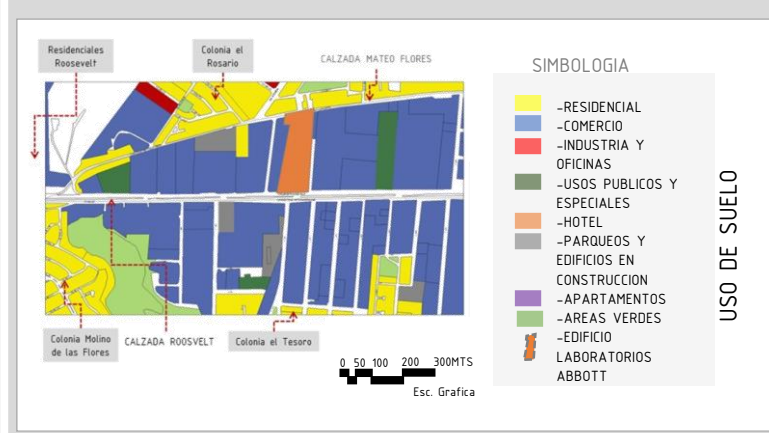 Residenciales
Roosevelt
Colonia el
Rosario
CALZADA MATEO FLORES
SIMBOLOGIA
-RESIDENCIAL
-COMERCIO
-INDUSTRIA Y
OFICINAS
-USOS PUBLICOS Y
ESPECIALES
-HOTEL
-PARQUEOS Y
EDIFICIOS EN
CONSTRUCCION
-APARTAMENTOS
-AREAS VERDES
-EDIFICIO
LABORATORIOS
ABBOTT
USO DE SUELO
Colonia Molino
de las Flores
CALZADA ROOSVELT
Colonia el Tesoro
0 50 100 200 300MTS
Esc. Grafica